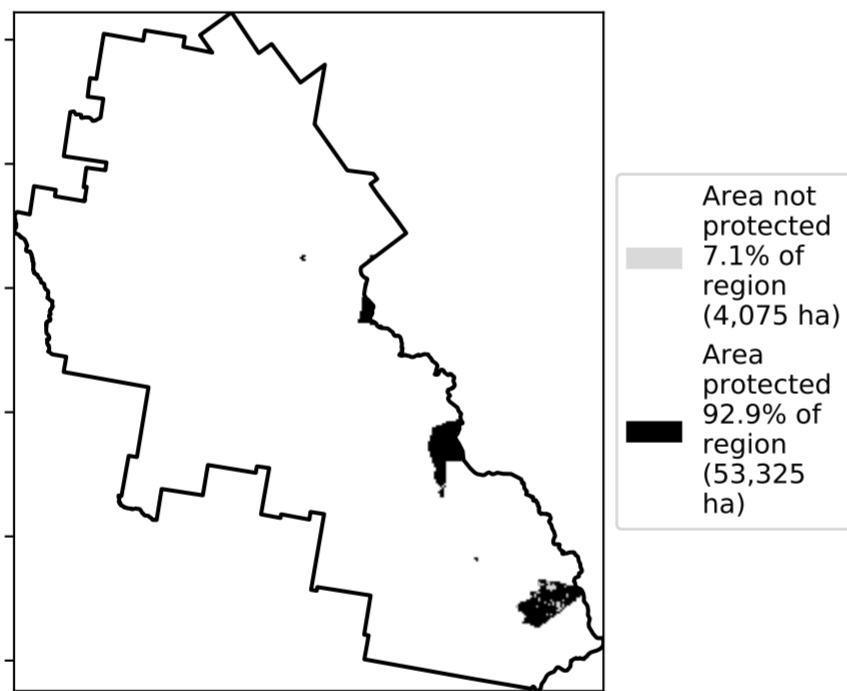 Area not
protected
7.1% of
region
(4,075 ha)
Area
protected
92.9% of
region
(53,325
ha)